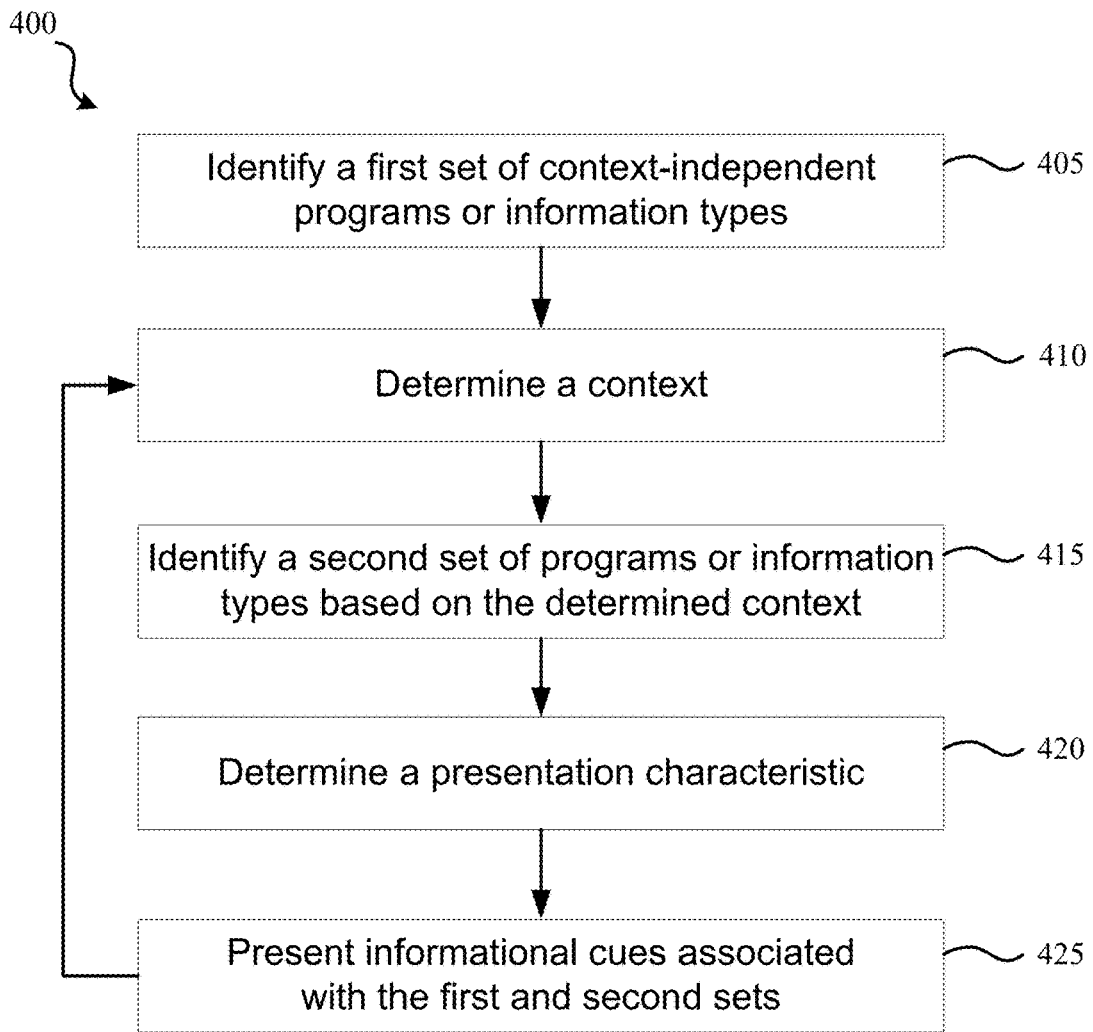 400
Identify a first set of context-independent
programs or information types
405
Determine a context
410
Identify a second set of programs or information
types based on the determined context
415
Determine a presentation characteristic
420
Present informational cues associated
with the first and second sets
425